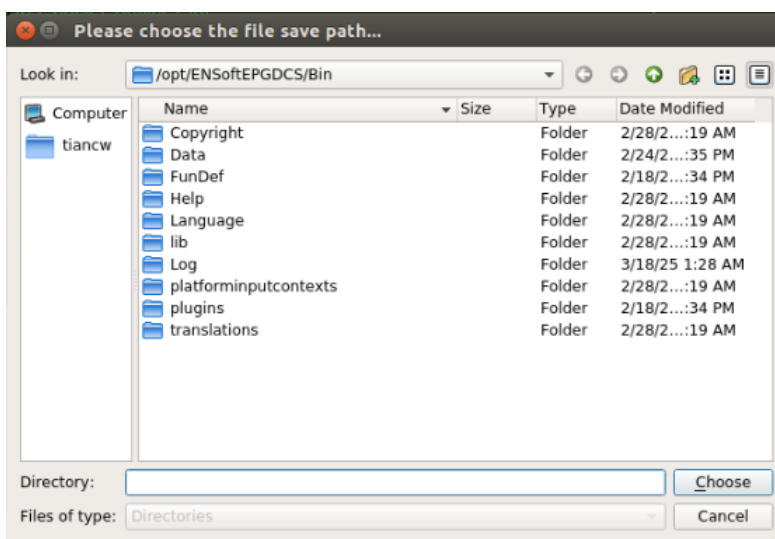 Please choose the file save path...
Look in: /opt/ENSoftEPGDCS/Bin
Computer
tiancw
Name Size Type Date Modified
Copyright Folder 2/28/2...:19 AM
Data Folder 2/24/2...:35 PM
FunDef Folder 2/18/2...:34 PM
Help Folder 2/28/2...:19 AM
Language Folder 2/28/2...:19 AM
lib Folder 2/28/2...:19 AM
Log Folder 3/18/25 1:28 AM
platforminputcontexts Folder 2/28/2...:19 AM
plugins Folder 2/18/2...:34 PM
translations Folder 2/28/2...:19 AM
Directory: Choose
Files of type: Directories Cancel